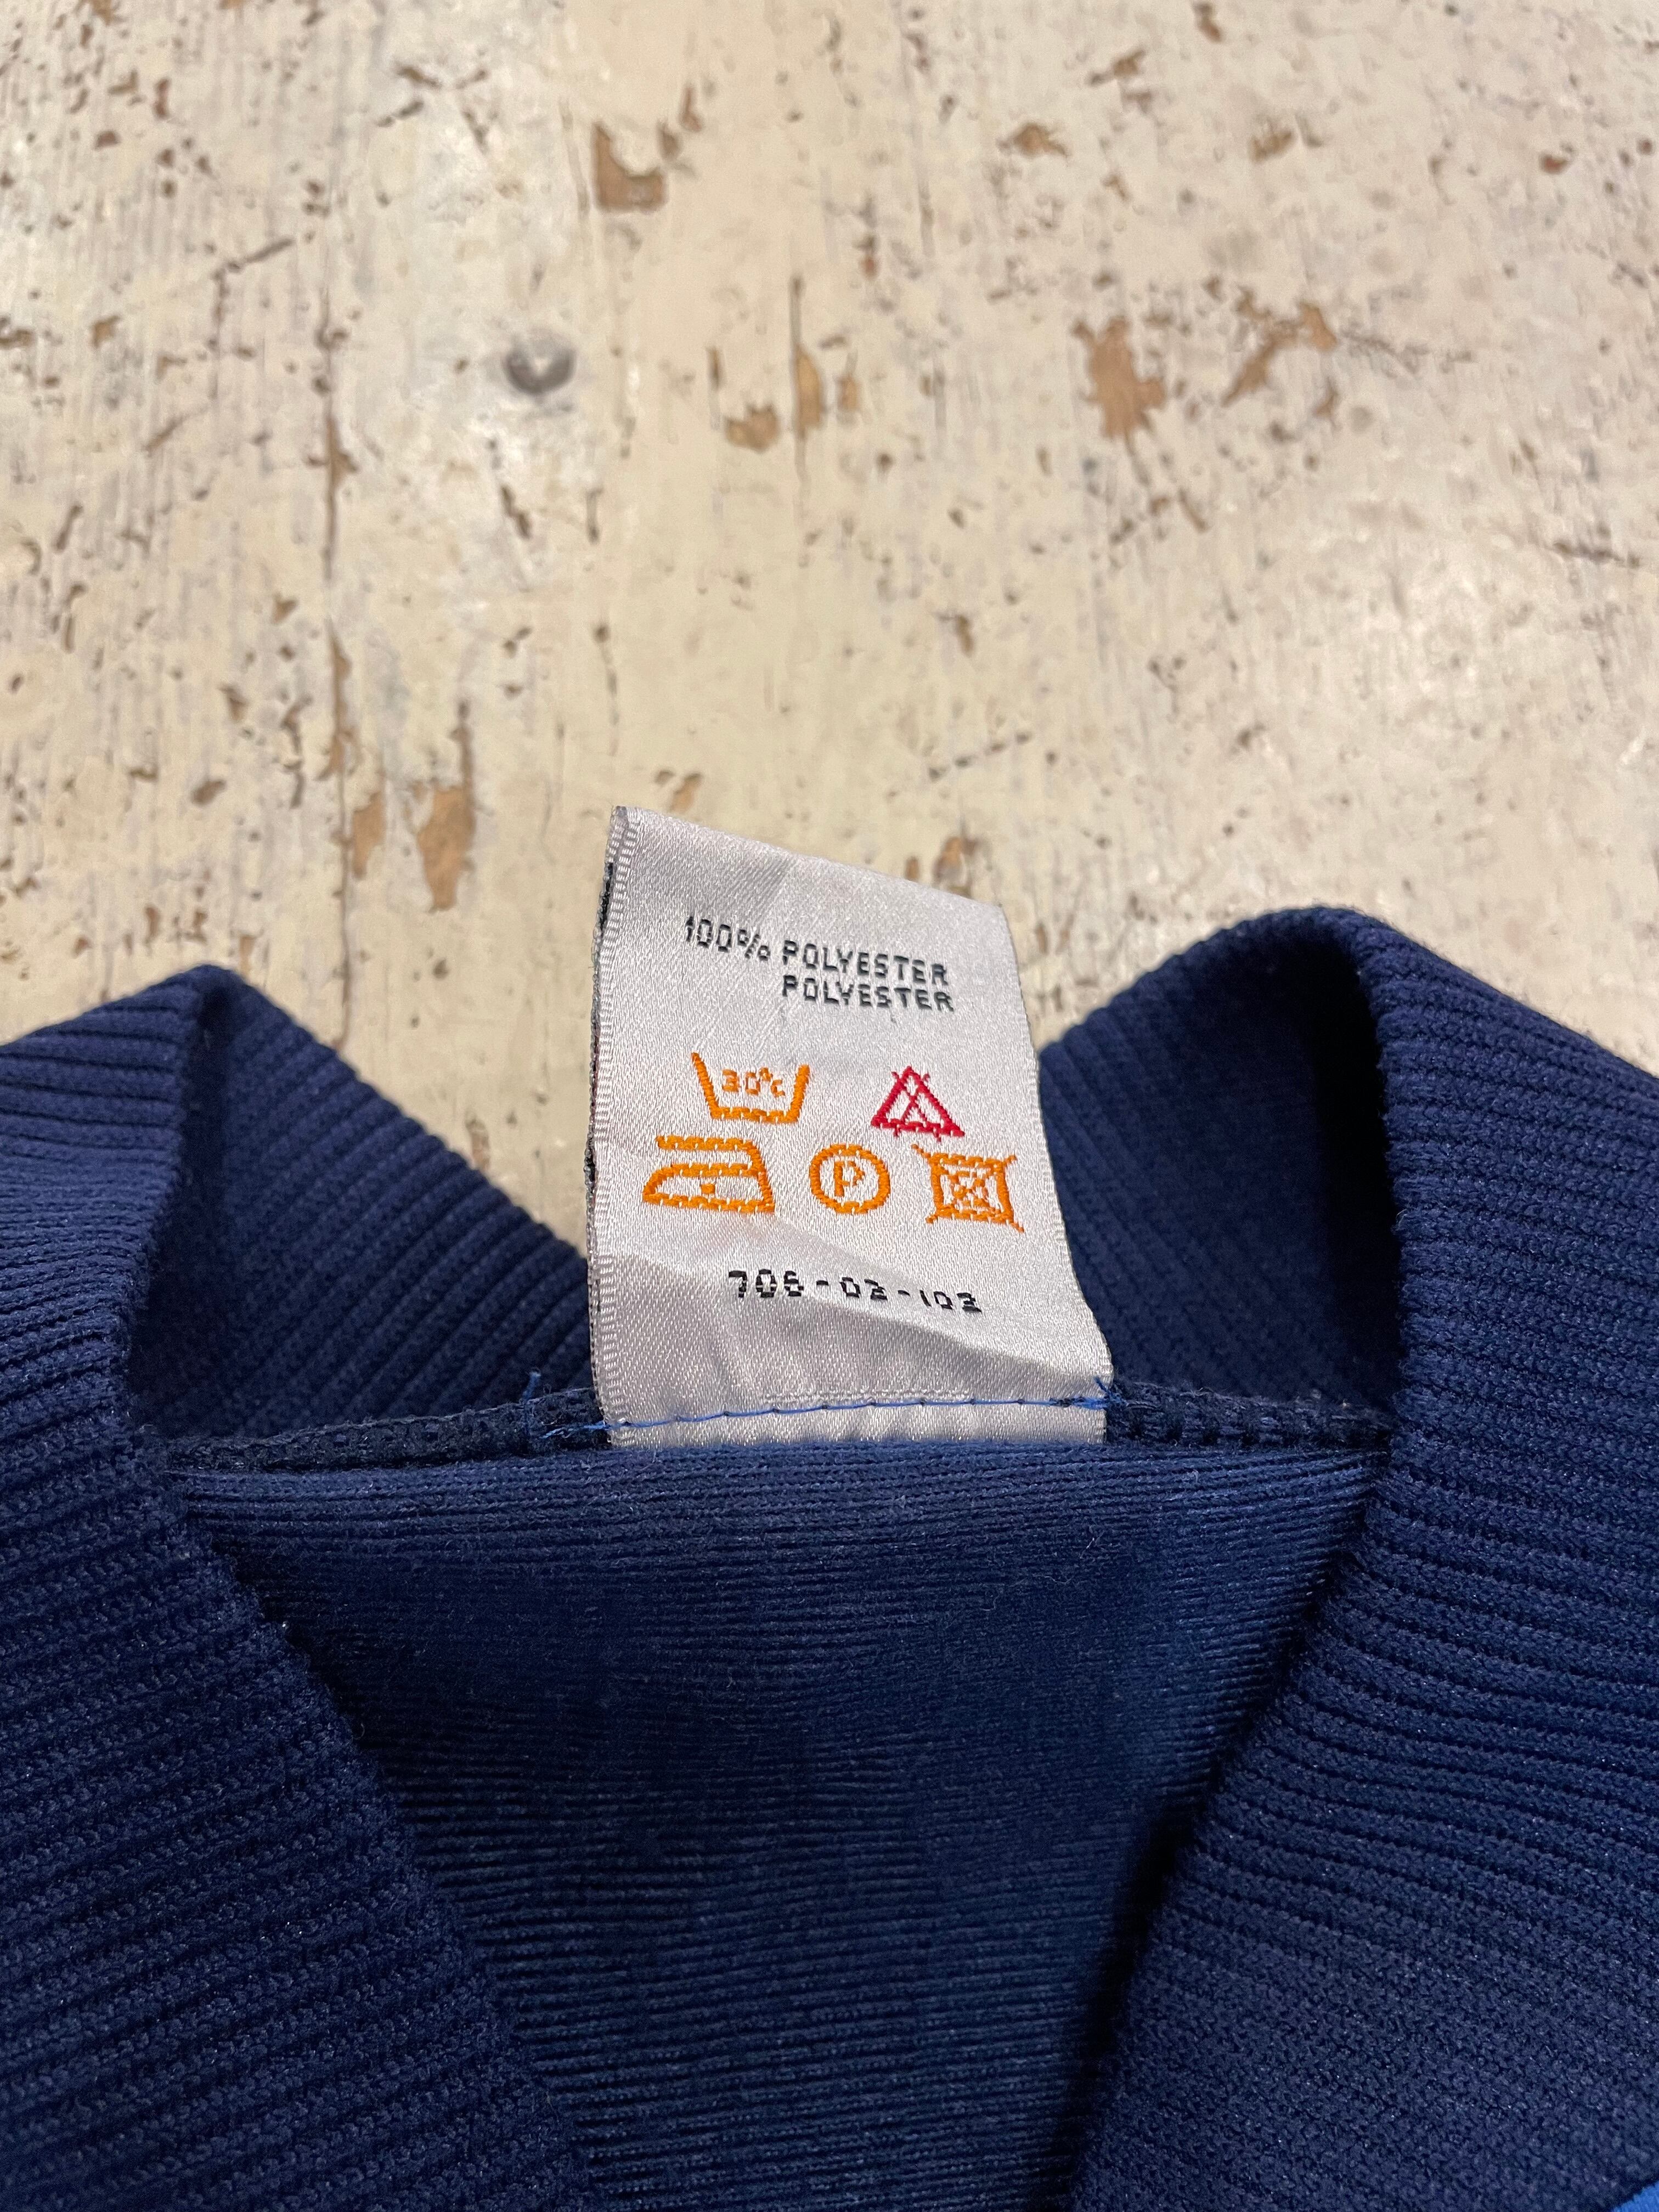 100% POLYESTER
POLYESTER
30°c
P
706-02-102